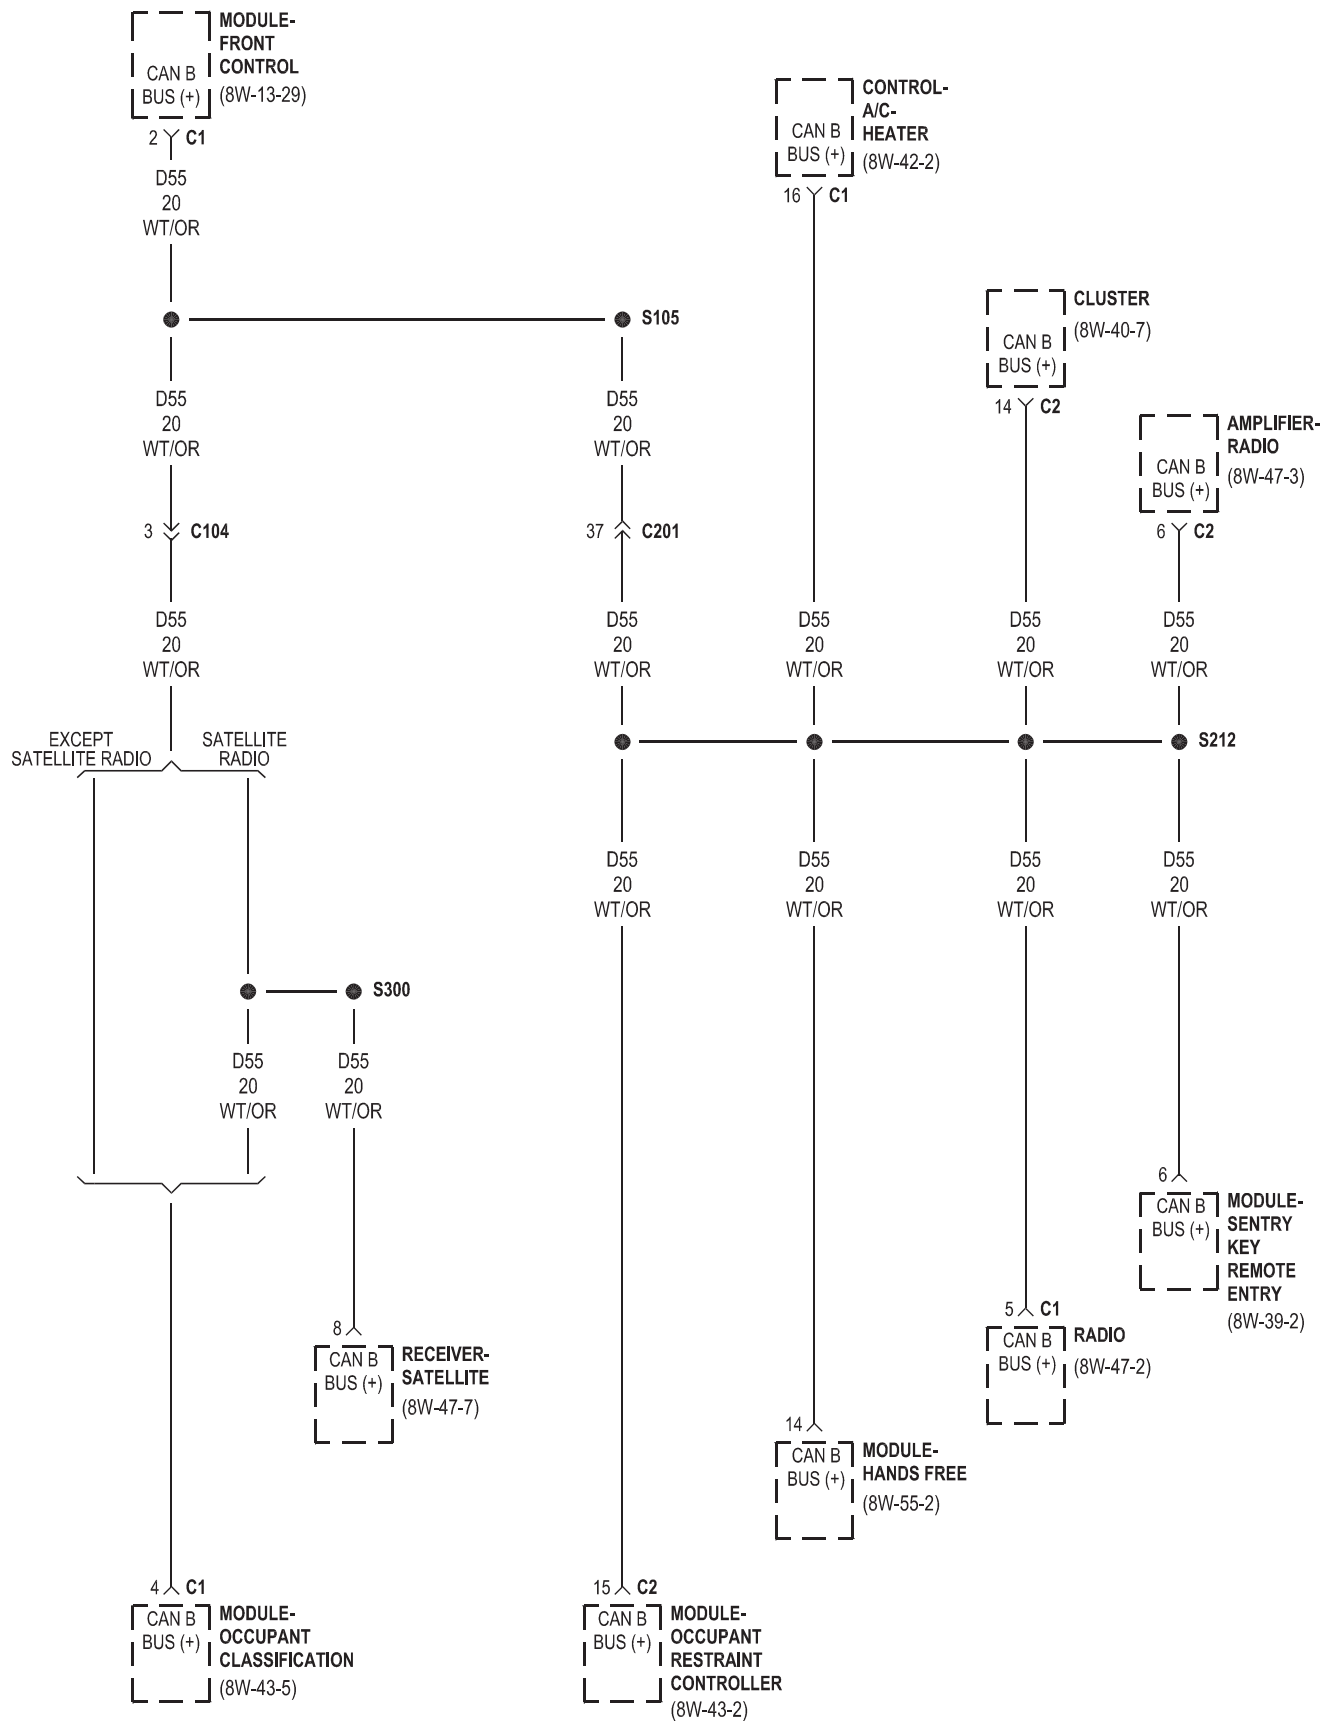 MODULE-
FRONT
CONTROL
(8W-13-29)
CAN B
BUS (+)
2 C1
D55
20
WT/OR
CONTROL-
A/C-
HEATER
(8W-42-2)
CAN B
BUS (+)
16 C1
CLUSTER
(8W-40-7)
CAN B
BUS (+)
14 C2
AMPLIFIER-
RADIO
(8W-47-3)
CAN B
BUS (+)
6 C2
S105
D55
20
WT/OR
D55
20
WT/OR
3 C104
37 C201
D55
20
WT/OR
D55
20
WT/OR
D55
20
WT/OR
D55
20
WT/OR
D55
20
WT/OR
EXCEPT
SATELLITE RADIO
SATELLITE
RADIO
S212
D55
20
WT/OR
D55
20
WT/OR
D55
20
WT/OR
D55
20
WT/OR
S300
D55
20
WT/OR
D55
20
WT/OR
6
CAN B
BUS (+)
MODULE-
SENTRY
KEY
REMOTE
ENTRY
(8W-39-2)
5 C1
CAN B
BUS (+)
RADIO
(8W-47-2)
8
CAN B
BUS (+)
RECEIVER-
SATELLITE
(8W-47-7)
14
CAN B
BUS (+)
MODULE-
HANDS FREE
(8W-55-2)
4 C1
CAN B
BUS (+)
MODULE-
OCCUPANT
CLASSIFICATION
(8W-43-5)
15 C2
CAN B
BUS (+)
MODULE-
OCCUPANT
RESTRAINT
CONTROLLER
(8W-43-2)